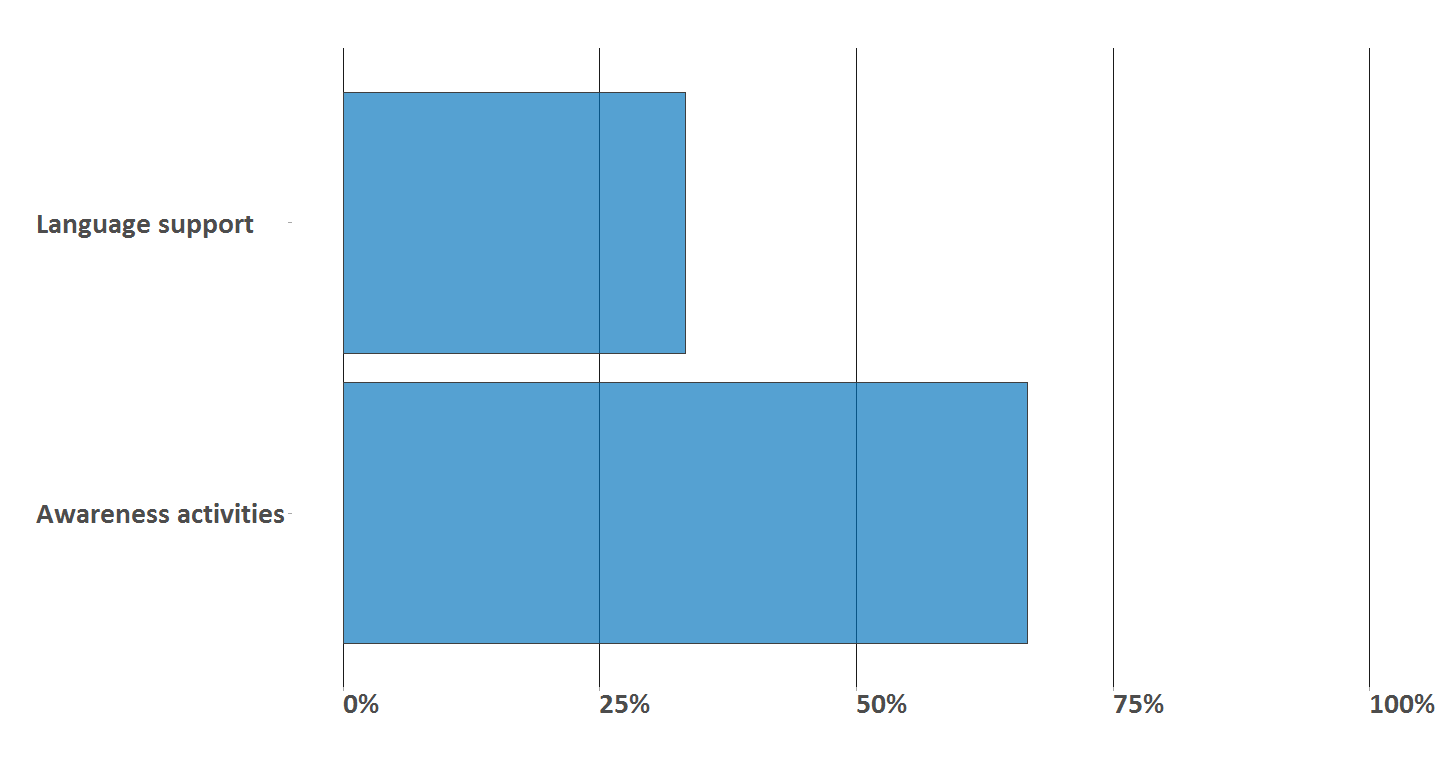 Language support
Awareness activities
0% 25% 50% 75% 100%